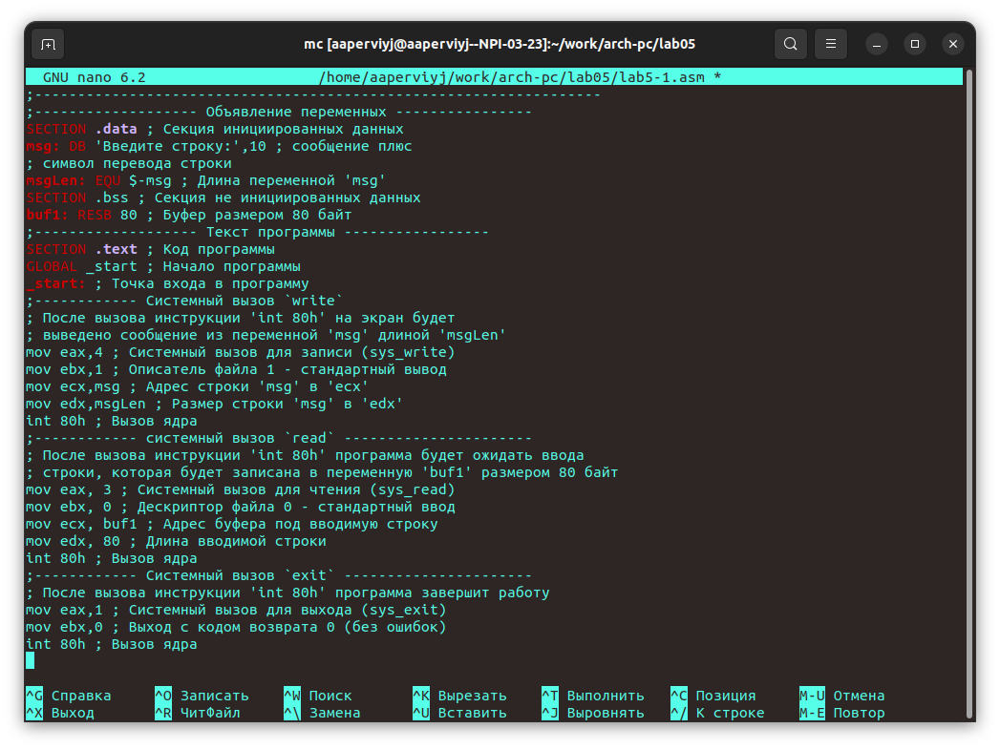 mc [aaperviyj@aaperviyj--NPI-03-23]:~/work/arch-pc/lab05
GNU nano 6.2 /home/aaperviyj/work/arch-pc/lab05/lab5-1.asm *
;------------------------------------------------------------------
;------------------- Объявление переменных ----------------
SECTION .data ; Секция инициированных данных
msg: DB 'Введите строку:',10 ; сообщение плюс
; символ перевода строки
msgLen: EQU $-msg ; Длина переменной 'msg'
SECTION .bss ; Секция не инициированных данных
buf1: RESB 80 ; Буфер размером 80 байт
;------------------- Текст программы -----------------
SECTION .text ; Код программы
GLOBAL _start ; Начало программы
_start: ; Точка входа в программу
;------------ Системный вызов `write`
; После вызова инструкции 'int 80h' на экран будет
; выведено сообщение из переменной 'msg' длиной 'msgLen'
mov eax,4 ; Системный вызов для записи (sys_write)
mov ebx,1 ; Описатель файла 1 - стандартный вывод
mov ecx,msg ; Адрес строки 'msg' в 'ecx'
mov edx,msgLen ; Размер строки 'msg' в 'edx'
int 80h ; Вызов ядра
;------------ системный вызов `read` ----------------------
; После вызова инструкции 'int 80h' программа будет ожидать ввода
; строки, которая будет записана в переменную 'buf1' размером 80 байт
mov eax, 3 ; Системный вызов для чтения (sys_read)
mov ebx, 0 ; Дескриптор файла 0 - стандартный ввод
mov ecx, buf1 ; Адрес буфера под вводимую строку
mov edx, 80 ; Длина вводимой строки
int 80h ; Вызов ядра
;------------ Системный вызов `exit` ----------------------
; После вызова инструкции 'int 80h' программа завершит работу
mov eax,1 ; Системный вызов для выхода (sys_exit)
mov ebx,0 ; Выход с кодом возврата 0 (без ошибок)
int 80h ; Вызов ядра
^G Справка ^O Записать ^W Поиск ^K Вырезать ^T Выполнить ^C Позиция M-U Отмена
^X Выход ^R ЧитФайл ^\ Замена ^U Вставить ^J Выровнять ^/ К строке M-E Повтор